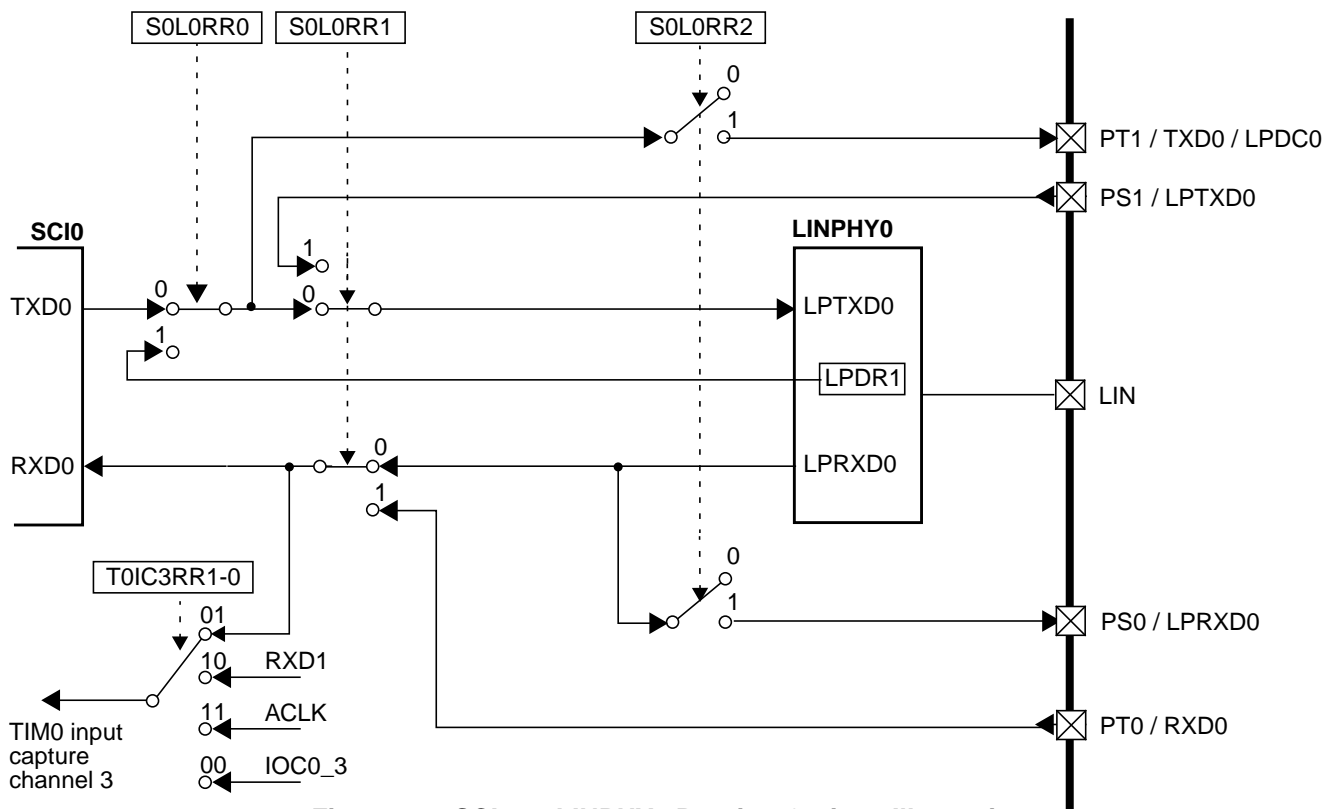 S0L0RR0
S0L0RR1
S0L0RR2
0
1
PT1 / TXD0 / LPDC0
PS1 / LPTXD0
SCI0
LINPHY0
1
0
0
TXD0
LPTXD0
1
LPDR1
LIN
0
RXD0
LPRXD0
1
T0IC3RR1-0
0
01
1
PS0 / LPRXD0
10
RXD1
11
ACLK
PT0 / RXD0
TIM0 input
capture
channel 3
00
IOC0_3